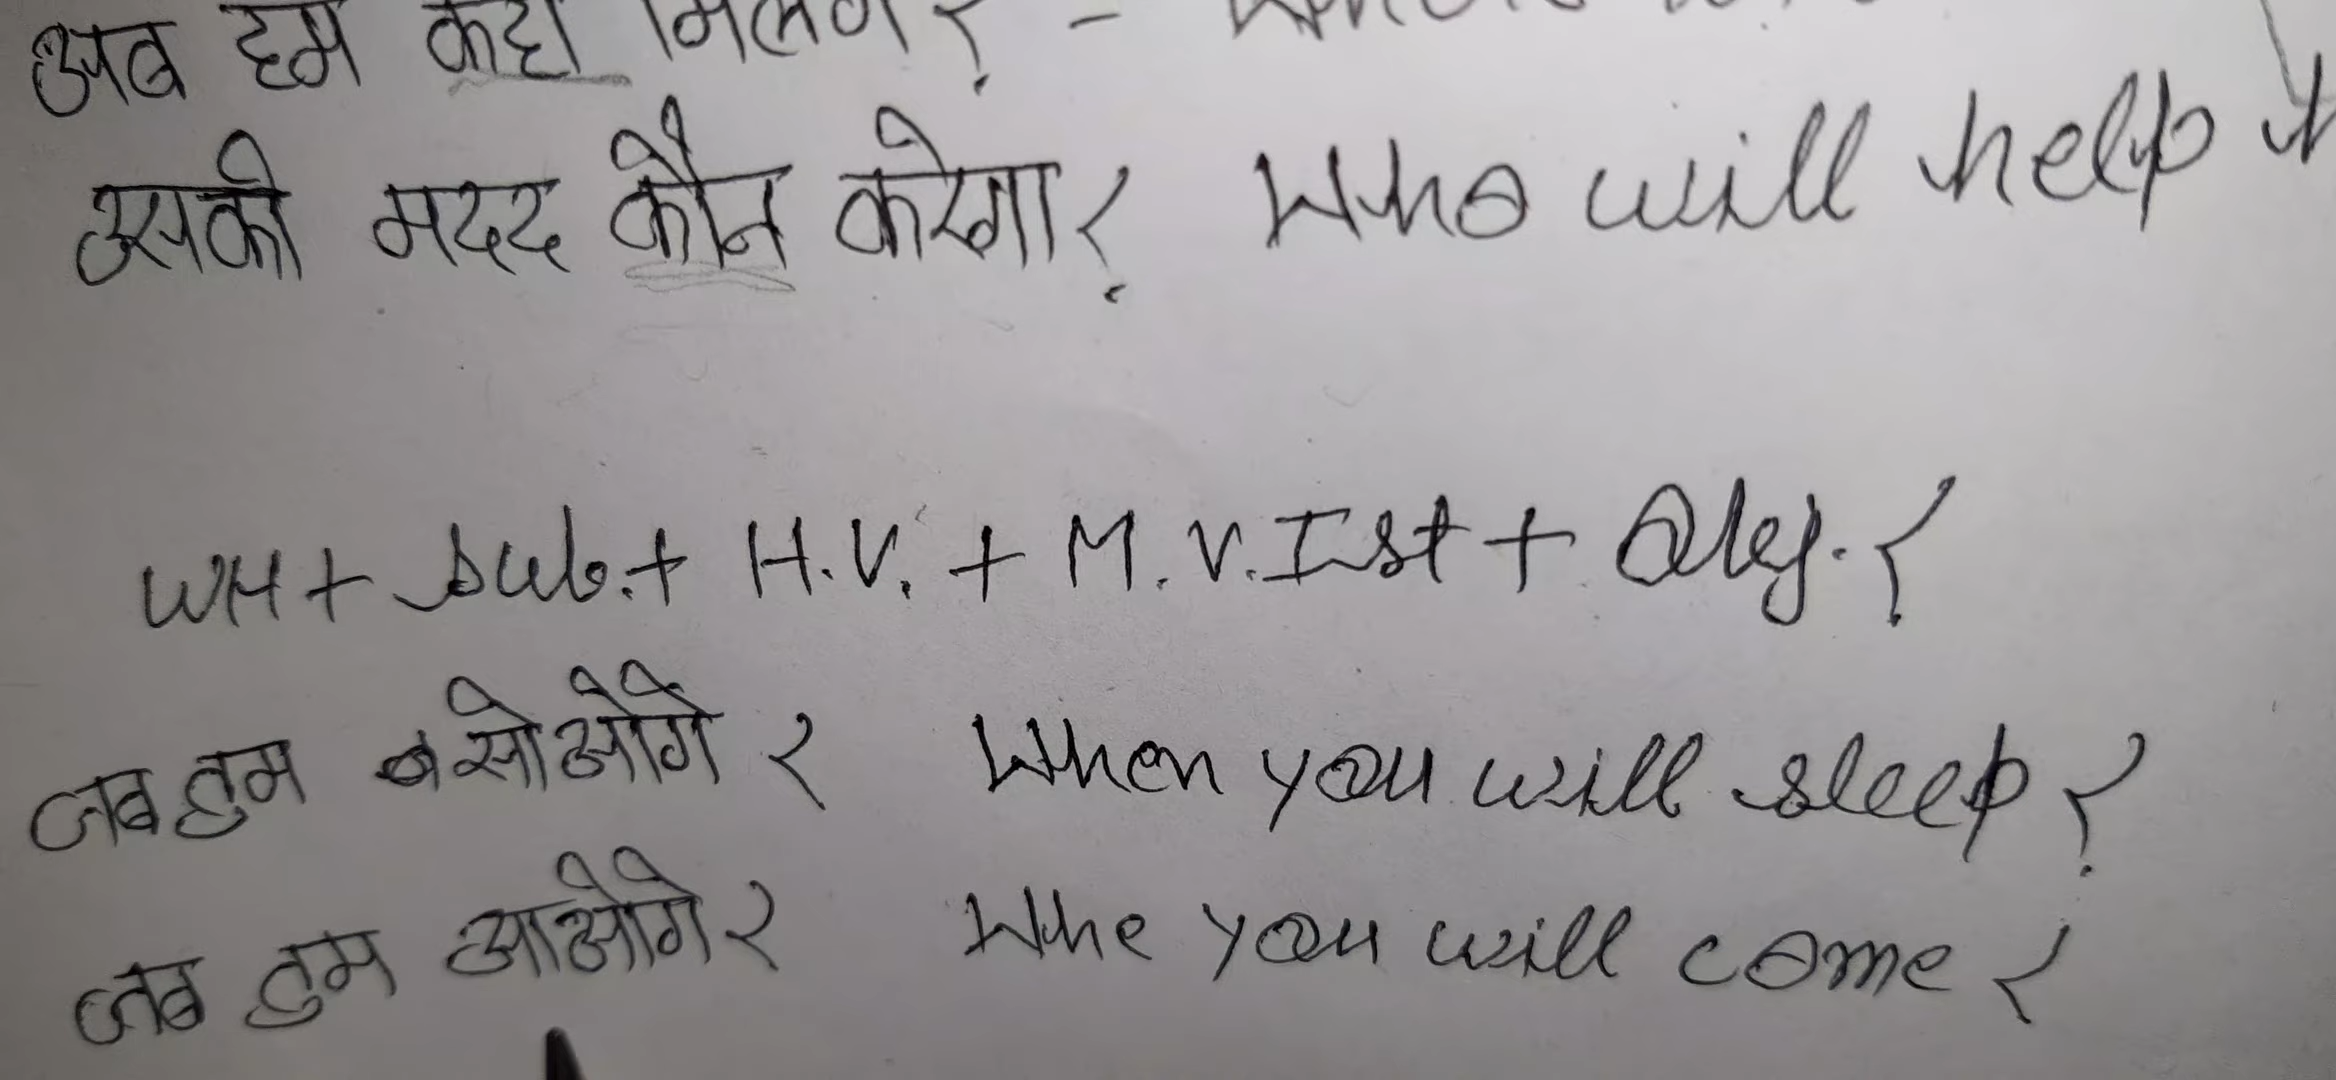 अब हम कहा मिलेगे? -
उसकी मदद कौन करेगा? Who will help
WH + Sub. + H.V. + M.V.Ist + Obj.?
जब तुम सोओगे? When you will sleep?
जब तुम आओगे? Whe you will come?